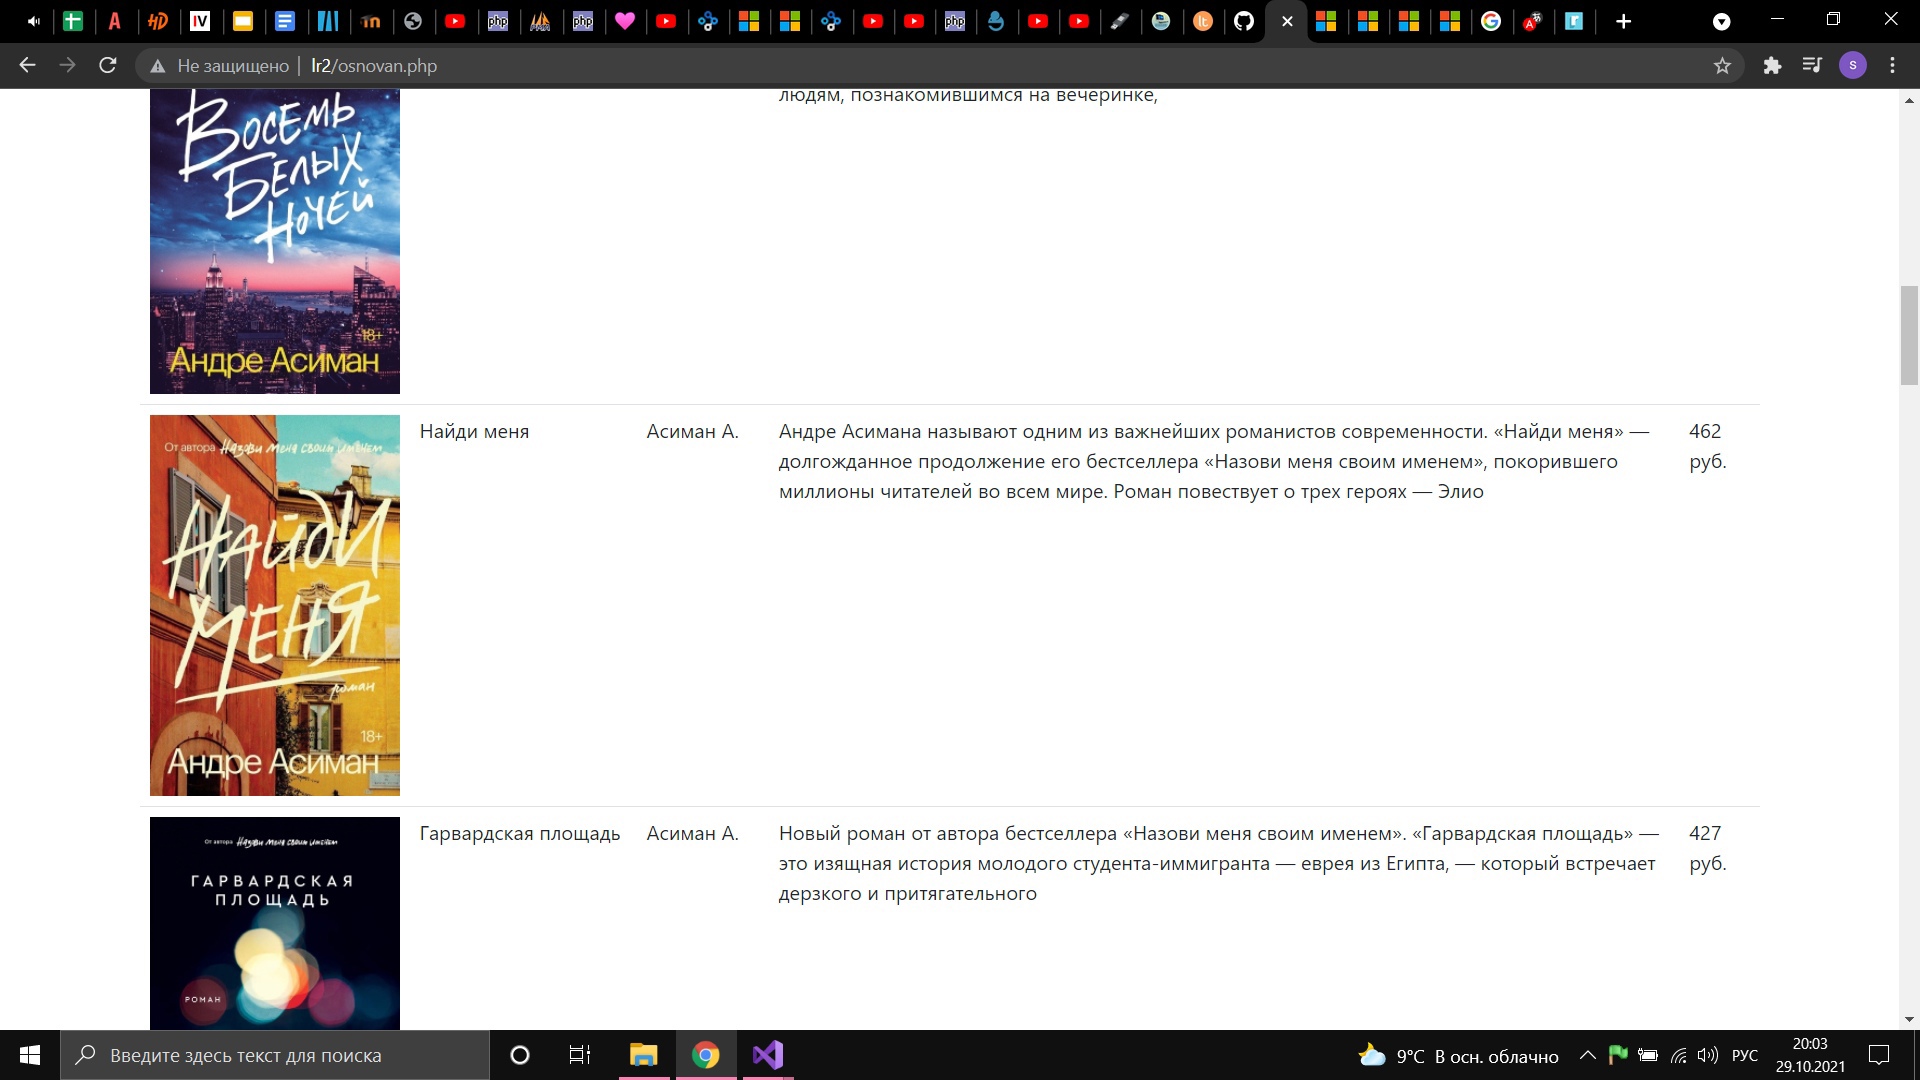 Не защищено | lr2/osnovan.php
людям, познакомившимся на вечеринке,
Восемь
Белых
Ночей
18+
Андре Асиман
От автора Назови меня своим именем
Найди
меня
роман
18+
Андре Асиман
Найди меня
Асиман А.
Андре Асимана называют одним из важнейших романистов современности. «Найди меня» —
долгожданное продолжение его бестселлера «Назови меня своим именем», покорившего
миллионы читателей во всем мире. Роман повествует о трех героях — Элио
462
руб.
От автора Назови меня своим именем
ГАРВАРДСКАЯ
ПЛОЩАДЬ
РОМАН
Гарвардская площадь
Асиман А.
Новый роман от автора бестселлера «Назови меня своим именем». «Гарвардская площадь» —
это изящная история молодого студента-иммигранта — еврея из Египта, — который встречает
дерзкого и притягательного
427
руб.
Введите здесь текст для поиска
9°C В осн. облачно
РУС
20:03
29.10.2021